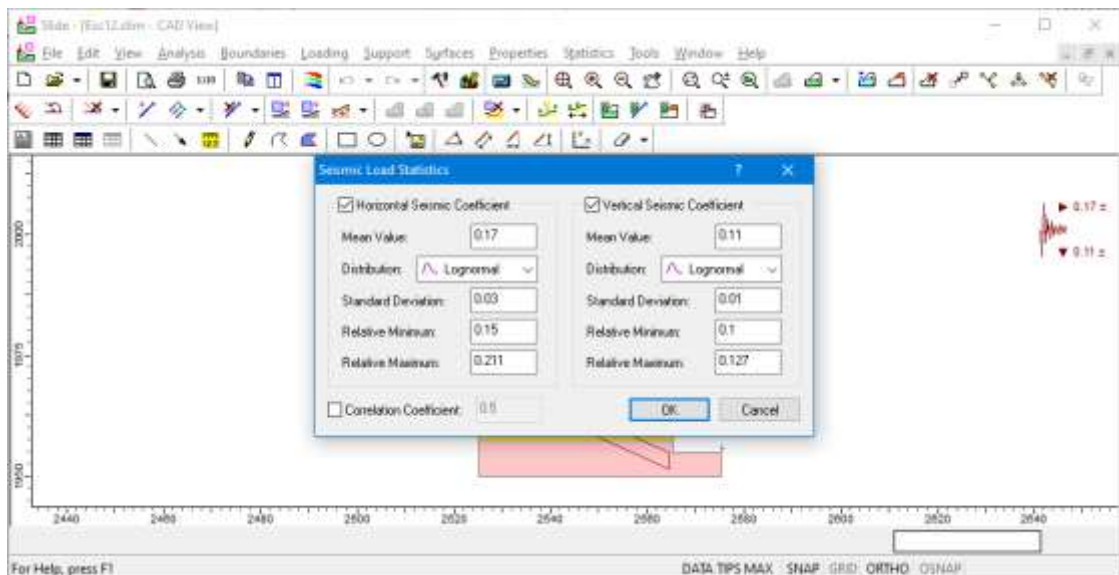 Slide - [Esc12.slim - CAD View]
File Edit View Analysis Boundaries Loading Support Surfaces Properties Statistics Tools Window Help
Seismic Load Statistics ?
Horizontal Seismic Coefficient
Mean Value: 0.17
Distribution: Lognormal
Standard Deviation: 0.03
Relative Minimum: 0.15
Relative Maximum: 0.211
Vertical Seismic Coefficient
Mean Value: 0.11
Distribution: Lognormal
Standard Deviation: 0.01
Relative Minimum: 0.1
Relative Maximum: 0.127
Correlation Coefficient: 0.5
OK Cancel
0.17 ±
0.11 ±
2000
1975
1950
2440 2460 2480 2500 2520 2540 2560 2580 2600 2620 2640
For Help, press F1
DATA TIPS MAX SNAP GRID ORTHO OSNAP